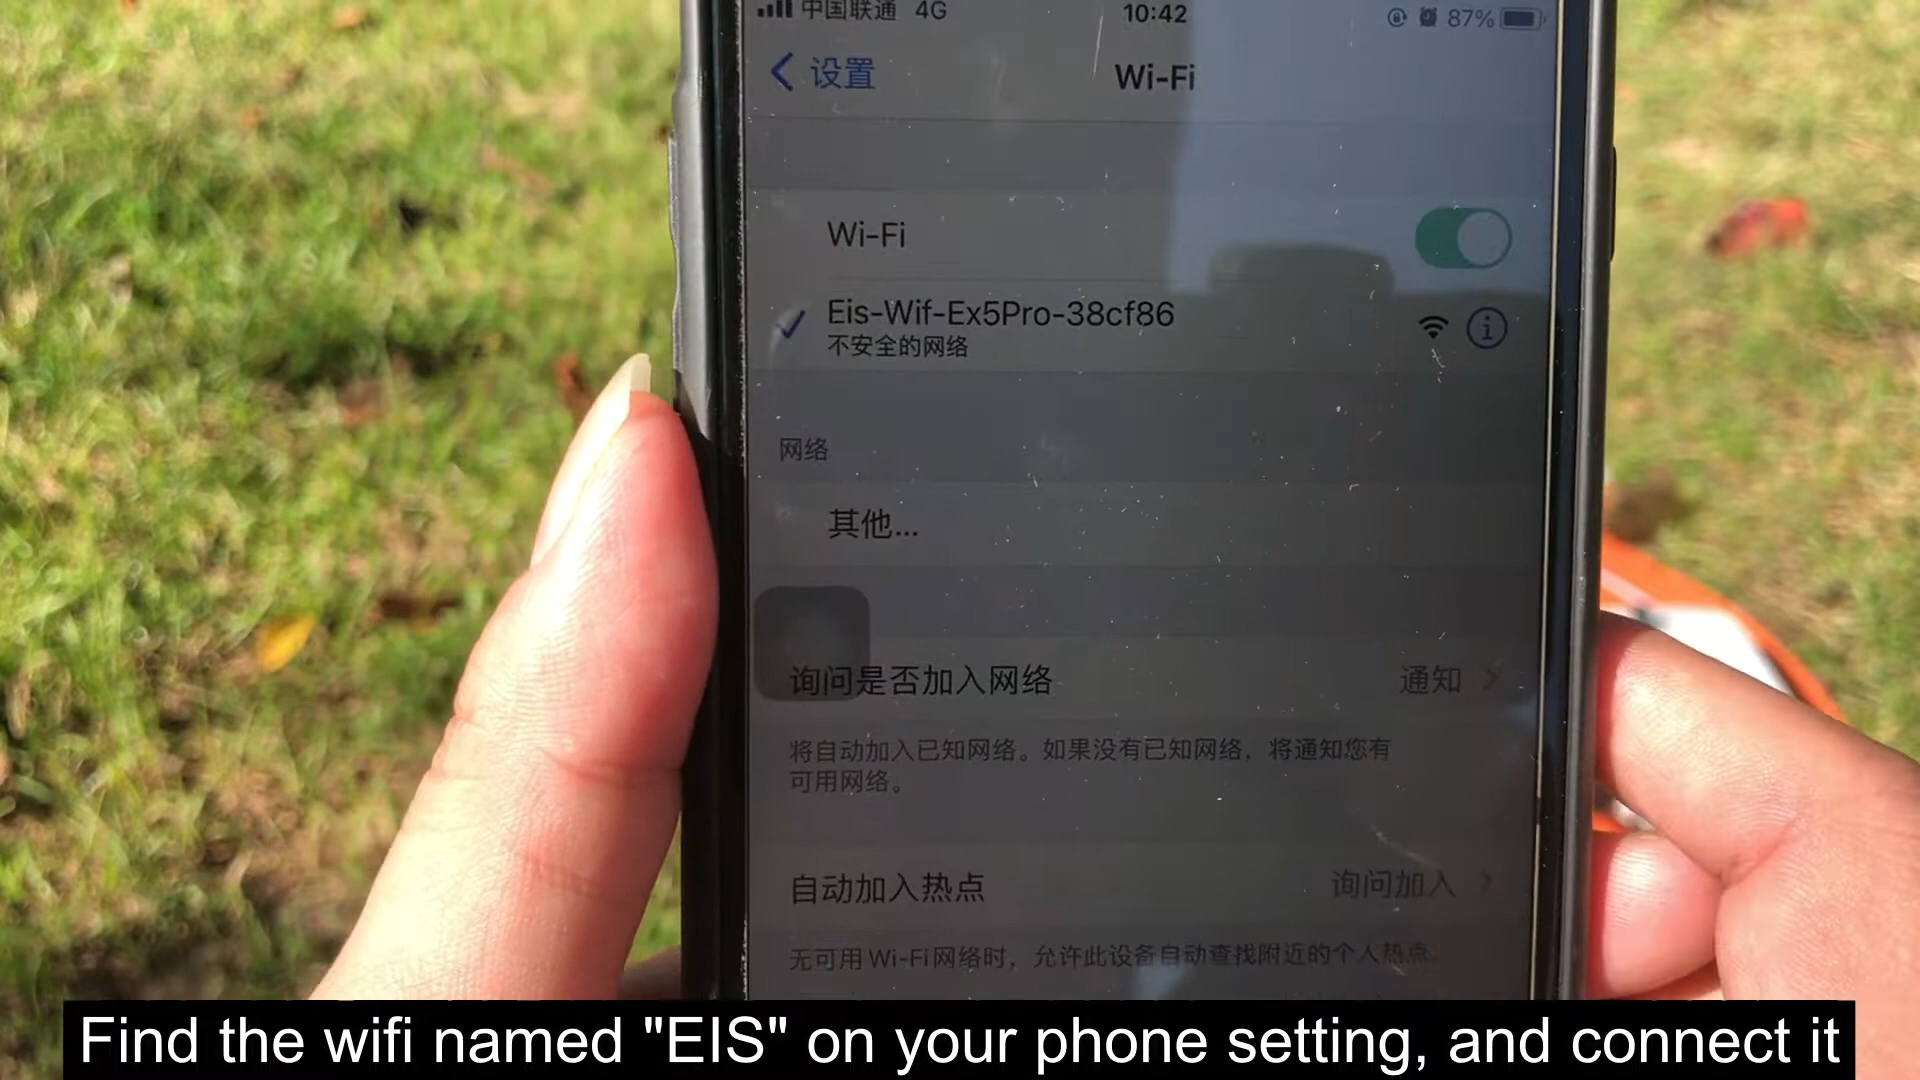 中国联通 4G 10:42 87%
设置 Wi-Fi
Wi-Fi
Eis-Wif-Ex5Pro-38cf86
不安全的网络
网络
其他...
询问是否加入网络 通知
将自动加入已知网络。如果没有已知网络，将通知您有
可用网络。
自动加入热点 询问加入
无可用 Wi-Fi 网络时，允许此设备自动查找附近的个人热点。
Find the wifi named "EIS" on your phone setting, and connect it